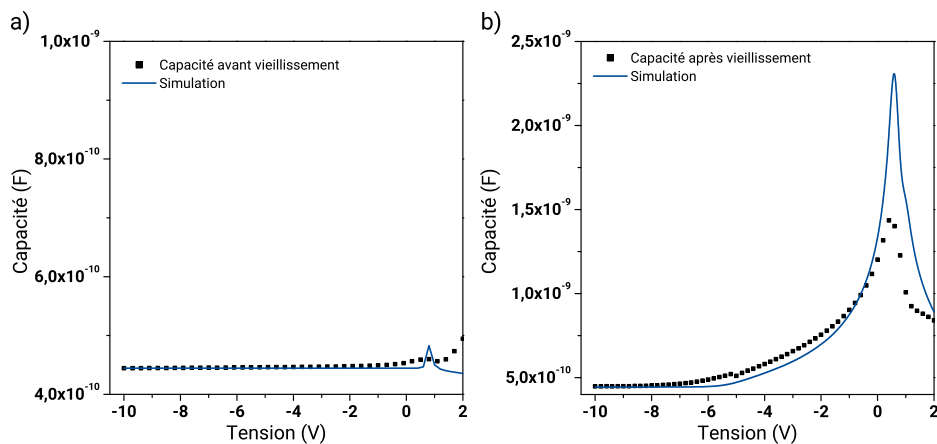 a)
1,0x10⁻⁹
8,0x10⁻¹⁰
6,0x10⁻¹⁰
4,0x10⁻¹⁰
Capacité (F)
Capacité avant vieillissement
Simulation
-10 -8 -6 -4 -2 0 2
Tension (V)
b)
2,5x10⁻⁹
2,0x10⁻⁹
1,5x10⁻⁹
1,0x10⁻⁹
5,0x10⁻¹⁰
Capacité (F)
Capacité après vieillissement
Simulation
-10 -8 -6 -4 -2 0 2
Tension (V)